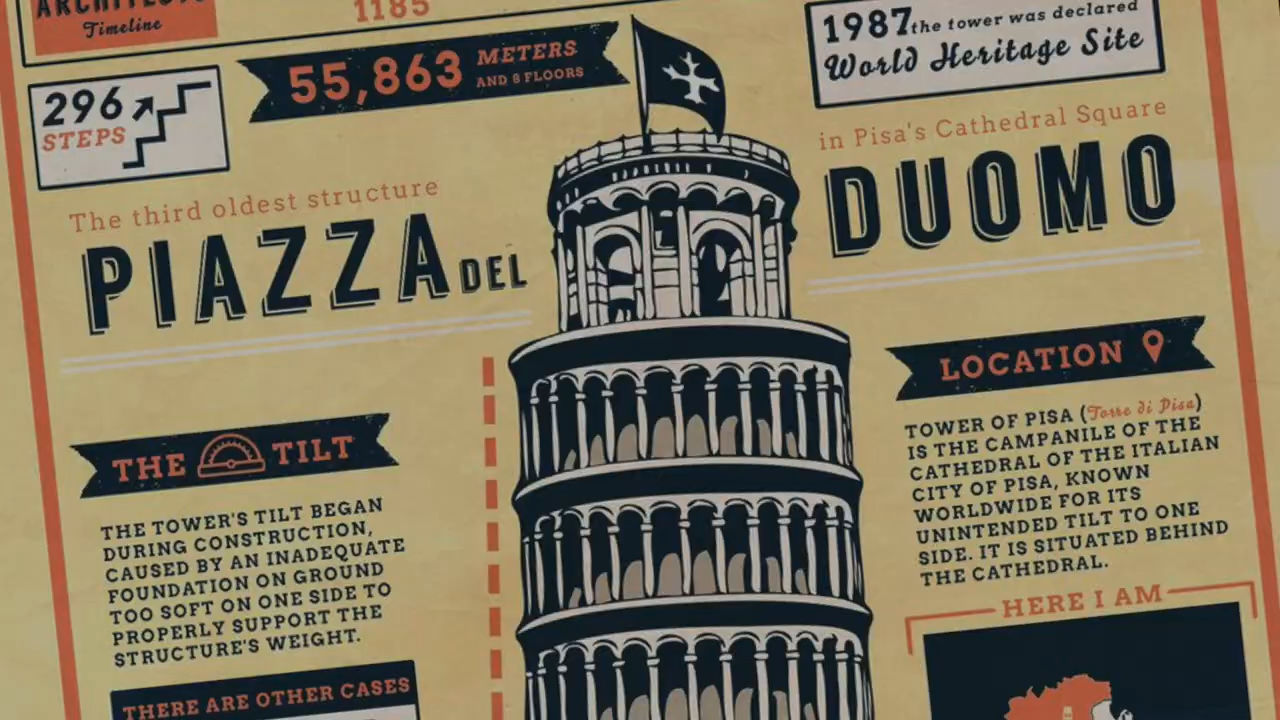 ARCHITECTS
Timeline
1185
296
STEPS
55,863 METERS
AND 8 FLOORS
1987 the tower was declared
World Heritage Site
The third oldest structure
PIAZZA DEL
in Pisa's Cathedral Square
DUOMO
THE TILT
THE TOWER'S TILT BEGAN
DURING CONSTRUCTION,
CAUSED BY AN INADEQUATE
FOUNDATION ON GROUND
TOO SOFT ON ONE SIDE TO
PROPERLY SUPPORT THE
STRUCTURE'S WEIGHT.
THERE ARE OTHER CASES
LOCATION
TOWER OF PISA (Torre di Pisa)
IS THE CAMPANILE OF THE
CATHEDRAL OF THE ITALIAN
CITY OF PISA, KNOWN
WORLDWIDE FOR ITS
UNINTENDED TILT TO ONE
SIDE. IT IS SITUATED BEHIND
THE CATHEDRAL.
HERE I AM